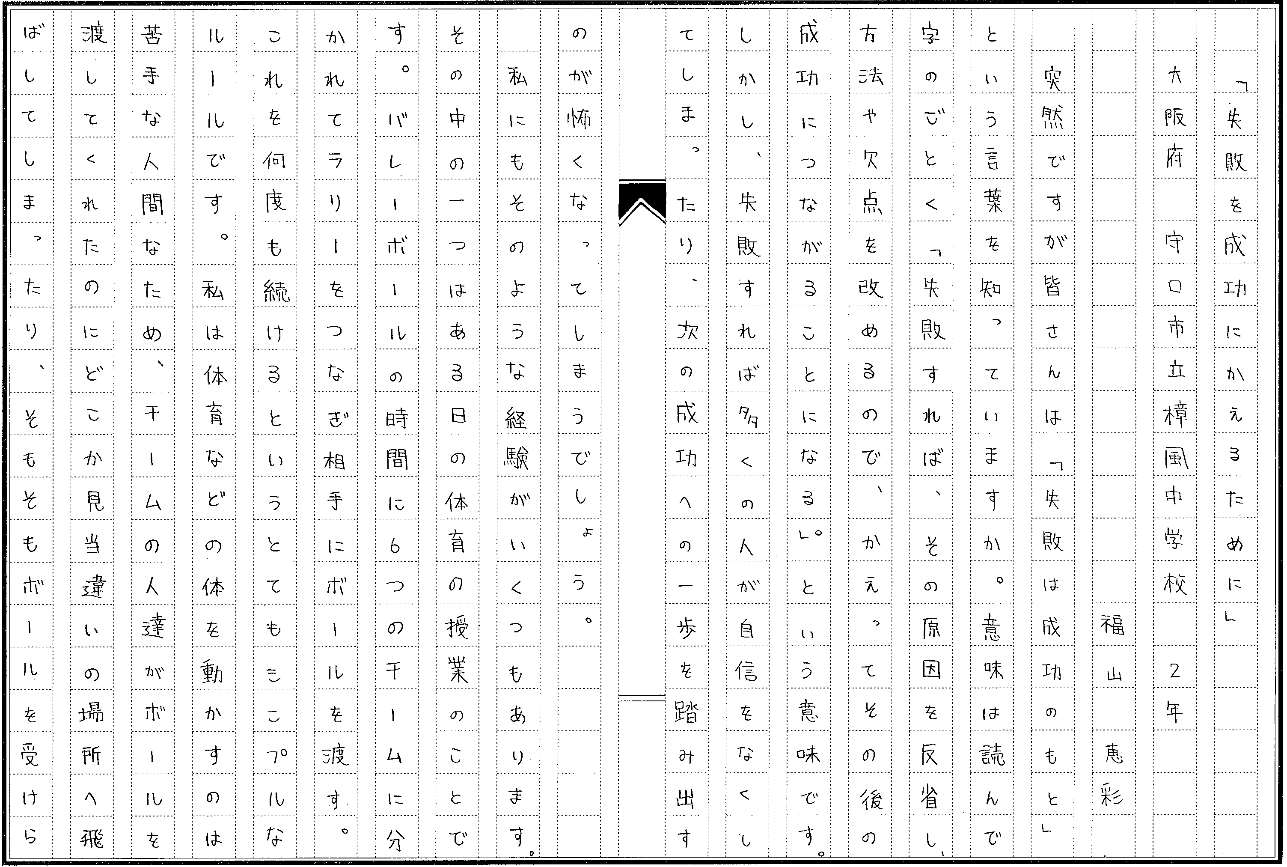 「失敗を成功にかえるために」
大阪府　守口市立樟風中学校　２年
福山　恵彩
突然ですが皆さんは「失敗は成功のもと」
という言葉を知っていますか。意味は読んで
字のごとく「失敗すれば、その原因を反省し、
方法や欠点を改めるので、かえってその後の
成功につながることになる」。という意味です。
しかし、失敗すれば多くの人が自信をなくし
てしまったり、次の成功への一歩を踏み出す
のが怖くなってしまうでしょう。
私にもそのような経験がいくつもあります。
その中の一つはある日の体育の授業のことで
す。バレーボールの時間に６つのチームに分
かれてラリーをつなぎ相手にボールを渡す。
これを何度も続けるというとてもシンプルな
ルールです。私は体育などの体を動かすのは
苦手な人間なため、チームの人達がボールを
渡してくれたのにどこか見当違いの場所へ飛
ばしてしまったり、そもそもボールを受けら